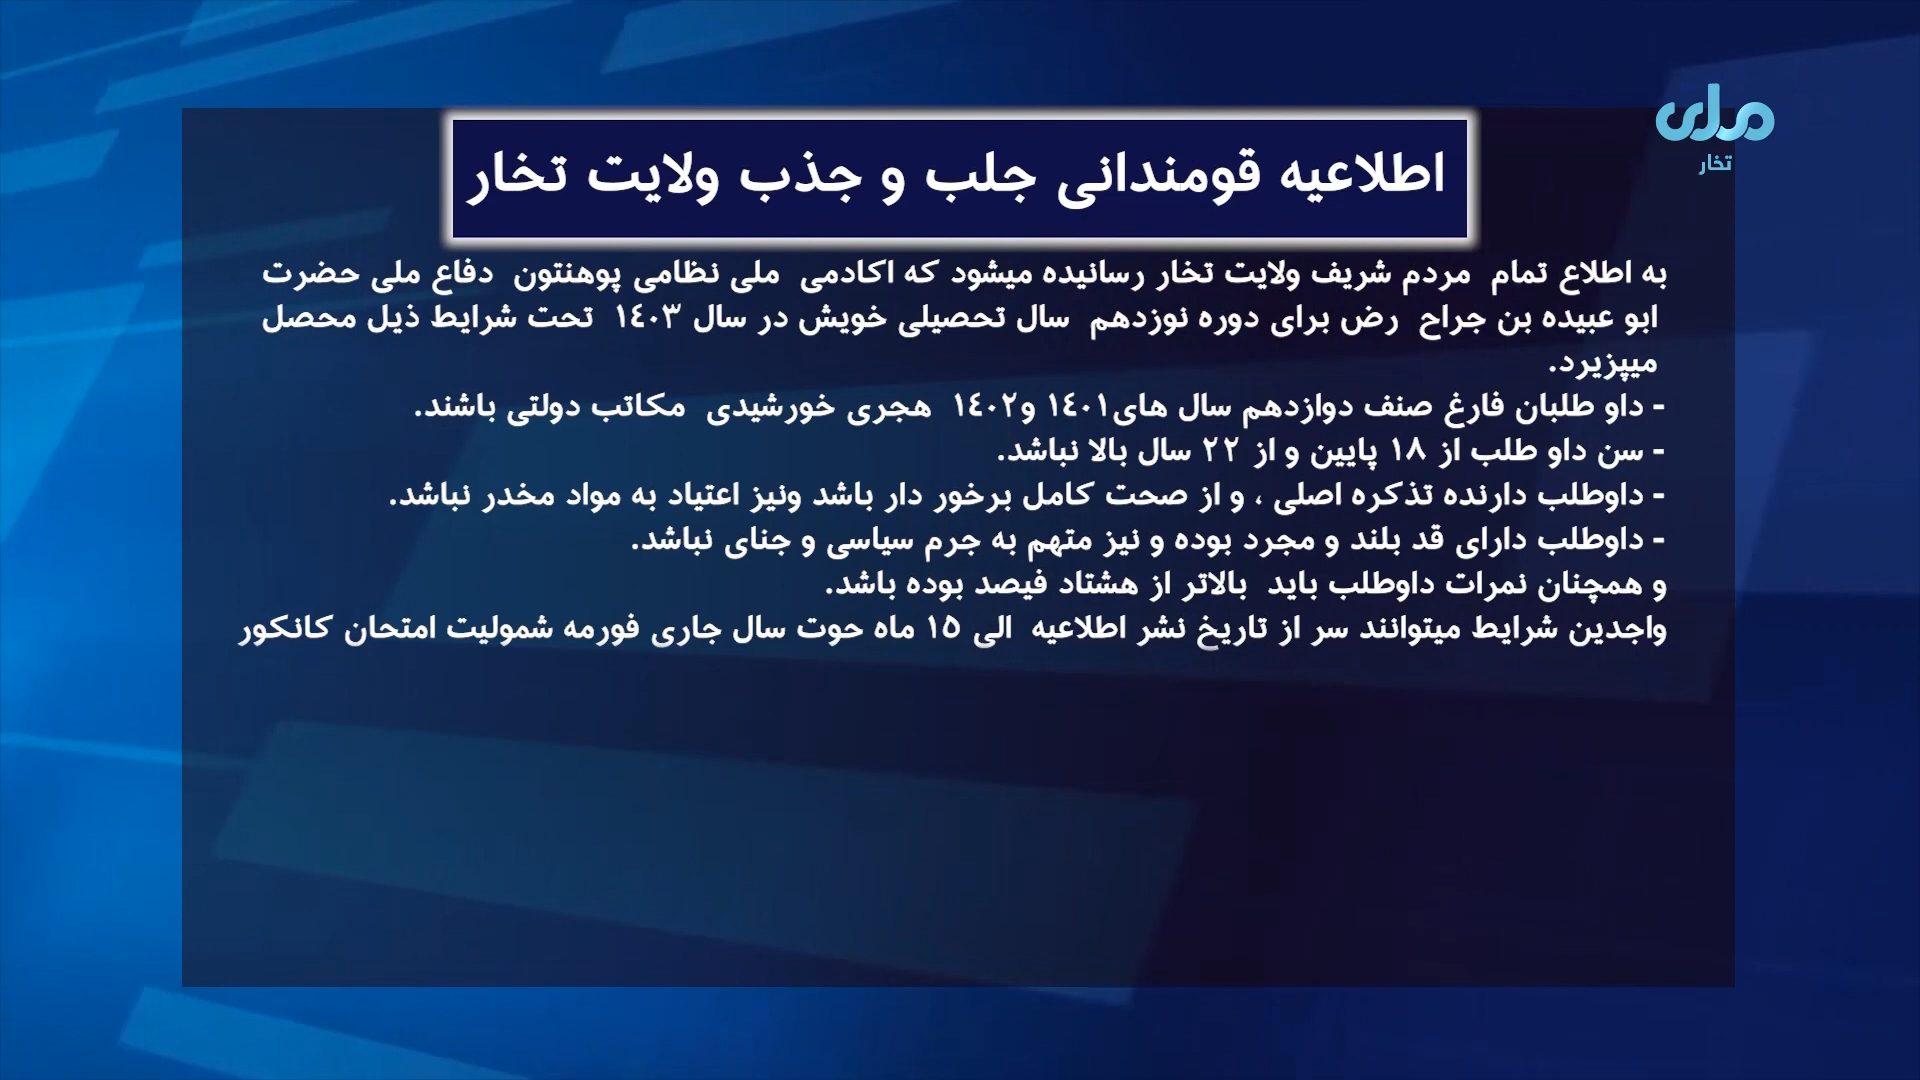 ملی
تخار
اطلاعیه قومندانی جلب و جذب ولایت تخار
به اطلاع تمام مردم شریف ولایت تخار رسانیده میشود که اکادمی ملی نظامی پوهنتون دفاع ملی حضرت
ابو عبیده بن جراح رض برای دوره نوزدهم سال تحصیلی خویش در سال ١٤٠٣ تحت شرایط ذیل محصل
میپزیرد.
- داو طلبان فارغ صنف دوازدهم سال های١٤٠١ و١٤٠٢ هجری خورشیدی مکاتب دولتی باشند.
- سن داو طلب از ١٨ پایین و از ٢٢ سال بالا نباشد.
- داوطلب دارنده تذکره اصلی ، و از صحت کامل برخور دار باشد ونیز اعتیاد به مواد مخدر نباشد.
- داوطلب دارای قد بلند و مجرد بوده و نیز متهم به جرم سیاسی و جنای نباشد.
و همچنان نمرات داوطلب باید بالاتر از هشتاد فیصد بوده باشد.
واجدین شرایط میتوانند سر از تاریخ نشر اطلاعیه الی ١٥ ماه حوت سال جاری فورمه شمولیت امتحان کانکور